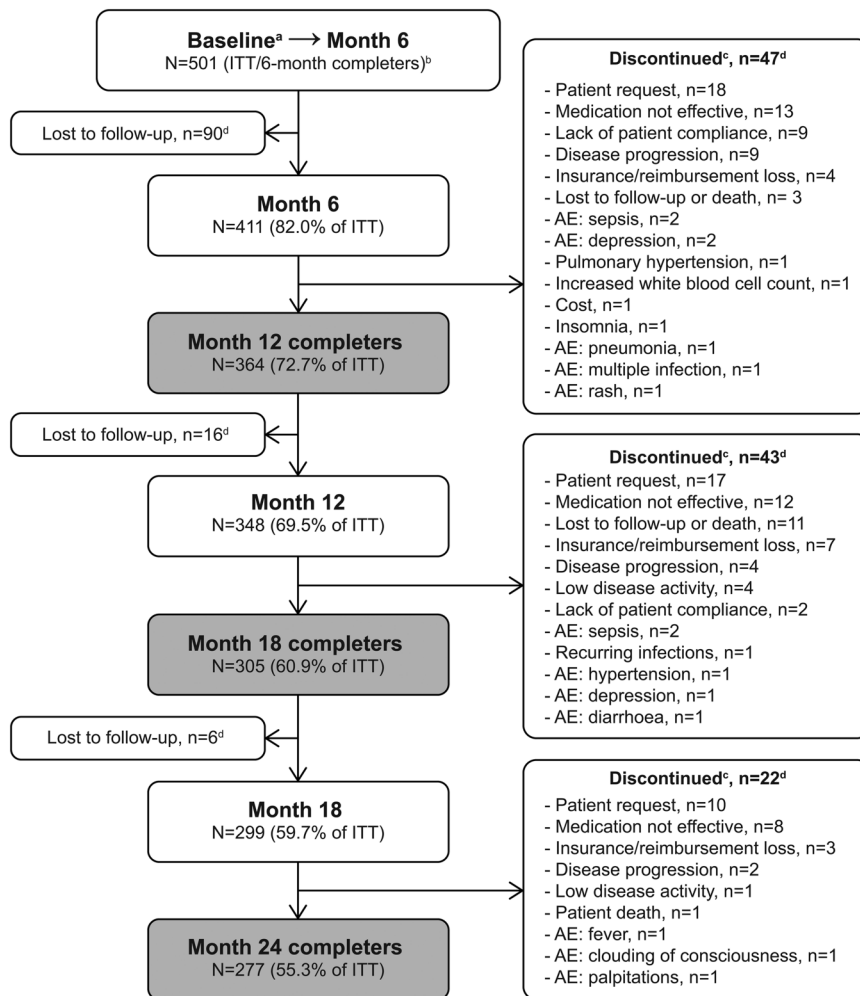 Baselineᵃ → Month 6
N=501 (ITT/6-month completers)ᵇ
Lost to follow-up, n=90ᵈ
Month 6
N=411 (82.0% of ITT)
Discontinuedᶜ, n=47ᵈ
- Patient request, n=18
- Medication not effective, n=13
- Lack of patient compliance, n=9
- Disease progression, n=9
- Insurance/reimbursement loss, n=4
- Lost to follow-up or death, n= 3
- AE: sepsis, n=2
- AE: depression, n=2
- Pulmonary hypertension, n=1
- Increased white blood cell count, n=1
- Cost, n=1
- Insomnia, n=1
- AE: pneumonia, n=1
- AE: multiple infection, n=1
- AE: rash, n=1
Month 12 completers
N=364 (72.7% of ITT)
Lost to follow-up, n=16ᵈ
Month 12
N=348 (69.5% of ITT)
Discontinuedᶜ, n=43ᵈ
- Patient request, n=17
- Medication not effective, n=12
- Lost to follow-up or death, n=11
- Insurance/reimbursement loss, n=7
- Disease progression, n=4
- Low disease activity, n=4
- Lack of patient compliance, n=2
- AE: sepsis, n=2
- Recurring infections, n=1
- AE: hypertension, n=1
- AE: depression, n=1
- AE: diarrhoea, n=1
Month 18 completers
N=305 (60.9% of ITT)
Lost to follow-up, n=6ᵈ
Month 18
N=299 (59.7% of ITT)
Discontinuedᶜ, n=22ᵈ
- Patient request, n=10
- Medication not effective, n=8
- Insurance/reimbursement loss, n=3
- Disease progression, n=2
- Low disease activity, n=1
- Patient death, n=1
- AE: fever, n=1
- AE: clouding of consciousness, n=1
- AE: palpitations, n=1
Month 24 completers
N=277 (55.3% of ITT)